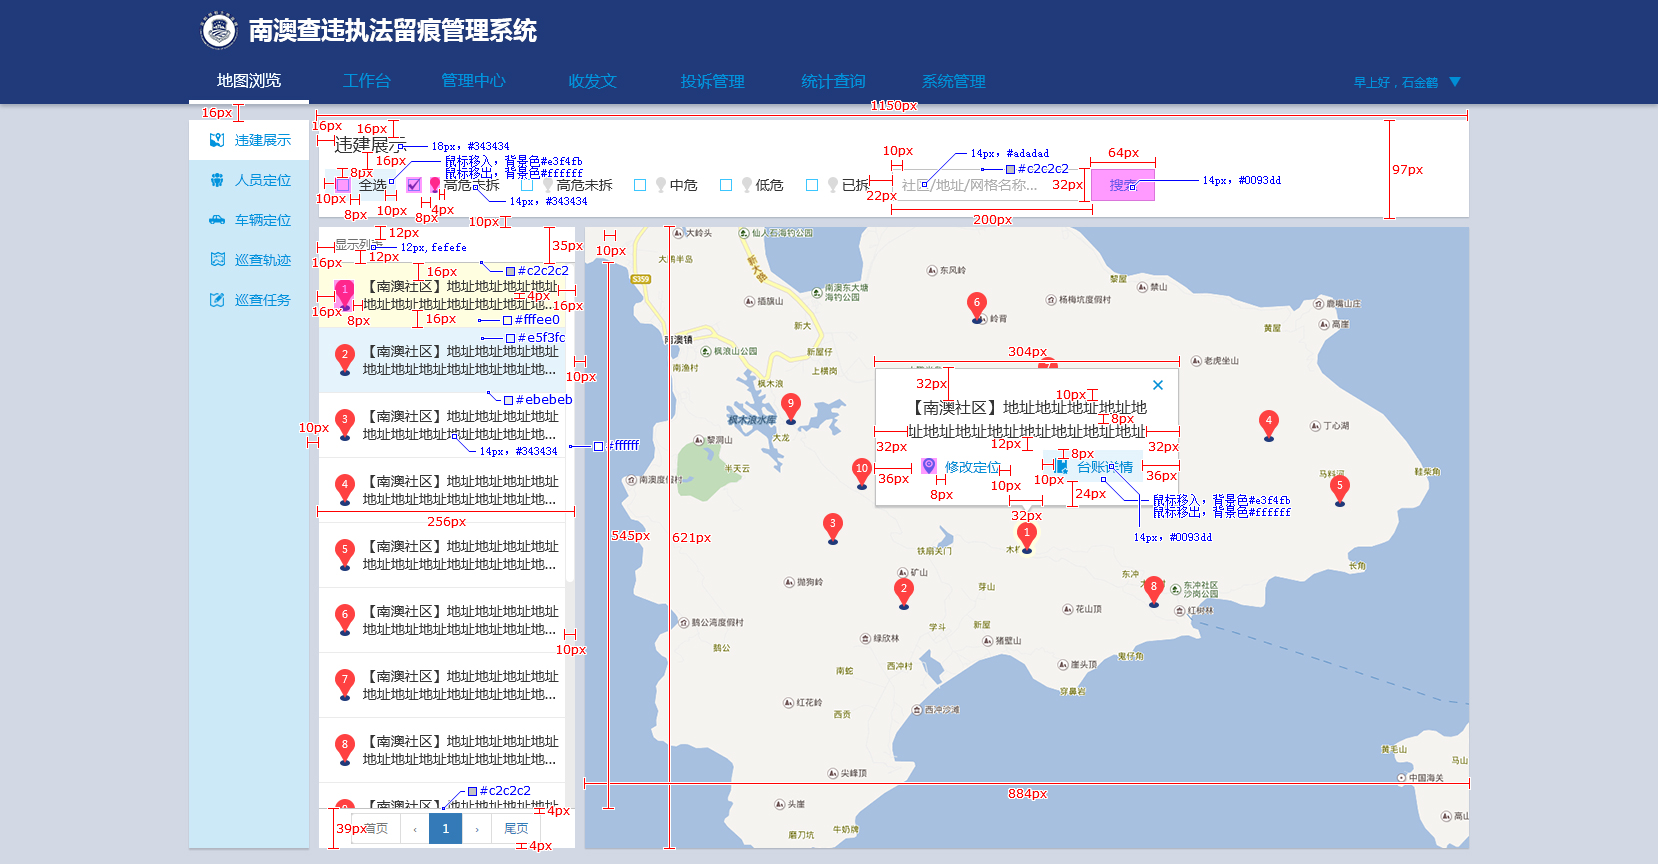 南澳查违执法留痕管理系统
地图浏览
工作台
管理中心
收发文
投诉管理
统计查询
系统管理
早上好，石金鹤
16px
1150px
违建展示
人员定位
车辆定位
巡查轨迹
巡查任务
16px
16px
违建展示
18px，#343434
16px
8px
鼠标移入，背景色#e3f4fb
鼠标移出，背景色#ffffff
全选
高危未拆
高危未拆
中危
低危
已拆
14px，#343434
10px
8px
10px
8px
4px
10px
10px
14px，#adadad
#c2c2c2
社区/地址/网格名称...
22px
32px
200px
64px
搜索
14px，#0093dd
97px
12px
显示列表
12px,fefefe
35px
16px
12px
#c2c2c2
16px
1
【南澳社区】地址地址地址地址
地址地址地址地址地址地址地...
4px
16px
16px
8px
16px
#fffee0
#e5f3fc
2
【南澳社区】地址地址地址地址
地址地址地址地址地址地址地...
10px
#ebebeb
3
【南澳社区】地址地址地址地址
地址地址地址地址地址地址地...
10px
14px，#343434
#ffffff
4
【南澳社区】地址地址地址地址
地址地址地址地址地址地址地...
256px
5
【南澳社区】地址地址地址地址
地址地址地址地址地址地址地...
6
【南澳社区】地址地址地址地址
地址地址地址地址地址地址地...
10px
7
【南澳社区】地址地址地址地址
地址地址地址地址地址地址地...
8
【南澳社区】地址地址地址地址
地址地址地址地址地址地址地...
9
【南澳社区】地址地址地址地址
#c2c2c2
4px
39px
首页
‹
1
›
尾页
4px
10px
545px
621px
884px
大岭头
仙人石海钓公园
大鹏半岛
新大路
S359
插旗山
南澳东大塘
海钓公园
东风岭
黎屋
禁山
杨梅坑度假村
鹿嘴山庄
高崖
黄屋
6
岭背
新大
南澳镇
枫浪山公园
新屋仔
南渔村
上横岗
枫木浪
老虎坐山
7
9
枫木浪水库
大龙
黎洞山
半天云
南澳度假村
10
4
丁心湖
马料河
鞋柴角
5
304px
32px
×
10px
【南澳社区】地址地址地址地址地
址地址地址地址地址地址地址地址
8px
32px
12px
32px
8px
修改定位
台账详情
36px
8px
10px
10px
36px
24px
32px
鼠标移入，背景色#e3f4fb
鼠标移出，背景色#ffffff
14px，#0093dd
3
1
铁扇关门
矿山
抛狗岭
2
芽山
东冲
8
东冲社区
沙岗公园
红树林
长角
花山顶
鹅公湾度假村
学斗
新屋
绿欣林
猪壁山
鹅公
西冲村
崖头顶
鬼仔角
南蛇
穿鼻岩
红花岭
西贡
西冲沙滩
尖峰顶
头崖
磨刀坑
牛奶牌
黄毛山
马山
中国海关
高山